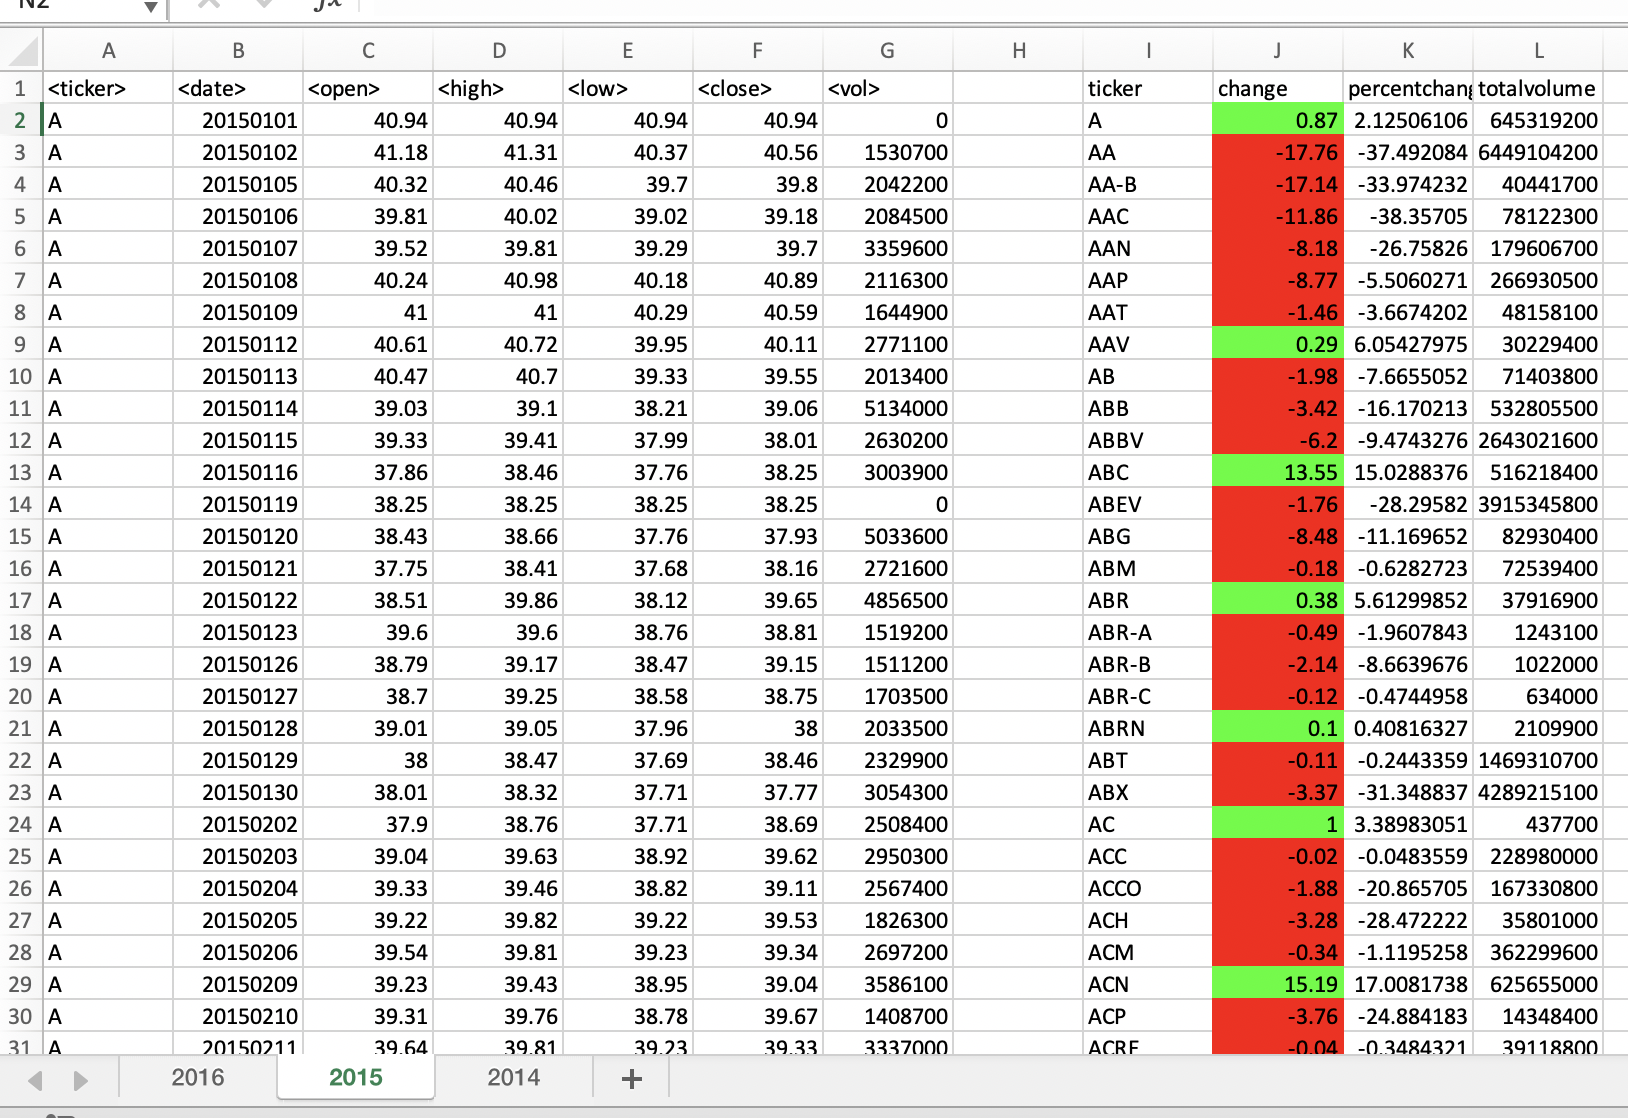 N2 fx
A B C D E F G H I J K L
1 <ticker> <date> <open> <high> <low> <close> <vol> ticker change percentchang totalvolume
2 A 20150101 40.94 40.94 40.94 40.94 0 A 0.87 2.12506106 645319200
3 A 20150102 41.18 41.31 40.37 40.56 1530700 AA -17.76 -37.492084 6449104200
4 A 20150105 40.32 40.46 39.7 39.8 2042200 AA-B -17.14 -33.974232 40441700
5 A 20150106 39.81 40.02 39.02 39.18 2084500 AAC -11.86 -38.35705 78122300
6 A 20150107 39.52 39.81 39.29 39.7 3359600 AAN -8.18 -26.75826 179606700
7 A 20150108 40.24 40.98 40.18 40.89 2116300 AAP -8.77 -5.5060271 266930500
8 A 20150109 41 41 40.29 40.59 1644900 AAT -1.46 -3.6674202 48158100
9 A 20150112 40.61 40.72 39.95 40.11 2771100 AAV 0.29 6.05427975 30229400
10 A 20150113 40.47 40.7 39.33 39.55 2013400 AB -1.98 -7.6655052 71403800
11 A 20150114 39.03 39.1 38.21 39.06 5134000 ABB -3.42 -16.170213 532805500
12 A 20150115 39.33 39.41 37.99 38.01 2630200 ABBV -6.2 -9.4743276 2643021600
13 A 20150116 37.86 38.46 37.76 38.25 3003900 ABC 13.55 15.0288376 516218400
14 A 20150119 38.25 38.25 38.25 38.25 0 ABEV -1.76 -28.29582 3915345800
15 A 20150120 38.43 38.66 37.76 37.93 5033600 ABG -8.48 -11.169652 82930400
16 A 20150121 37.75 38.41 37.68 38.16 2721600 ABM -0.18 -0.6282723 72539400
17 A 20150122 38.51 39.86 38.12 39.65 4856500 ABR 0.38 5.61299852 37916900
18 A 20150123 39.6 39.6 38.76 38.81 1519200 ABR-A -0.49 -1.9607843 1243100
19 A 20150126 38.79 39.17 38.47 39.15 1511200 ABR-B -2.14 -8.6639676 1022000
20 A 20150127 38.7 39.25 38.58 38.75 1703500 ABR-C -0.12 -0.4744958 634000
21 A 20150128 39.01 39.05 37.96 38 2033500 ABRN 0.1 0.40816327 2109900
22 A 20150129 38 38.47 37.69 38.46 2329900 ABT -0.11 -0.2443359 1469310700
23 A 20150130 38.01 38.32 37.71 37.77 3054300 ABX -3.37 -31.348837 4289215100
24 A 20150202 37.9 38.76 37.71 38.69 2508400 AC 1 3.38983051 437700
25 A 20150203 39.04 39.63 38.92 39.62 2950300 ACC -0.02 -0.0483559 228980000
26 A 20150204 39.33 39.46 38.82 39.11 2567400 ACCO -1.88 -20.865705 167330800
27 A 20150205 39.22 39.82 39.22 39.53 1826300 ACH -3.28 -28.472222 35801000
28 A 20150206 39.54 39.81 39.23 39.34 2697200 ACM -0.34 -1.1195258 362299600
29 A 20150209 39.23 39.43 38.95 39.04 3586100 ACN 15.19 17.0081738 625655000
30 A 20150210 39.31 39.76 38.78 39.67 1408700 ACP -3.76 -24.884183 14348400
31 A 20150211 39.64 39.81 39.23 39.33 3337000 ACRE -0.04 -0.3484321 39118800
2016 2015 2014 +